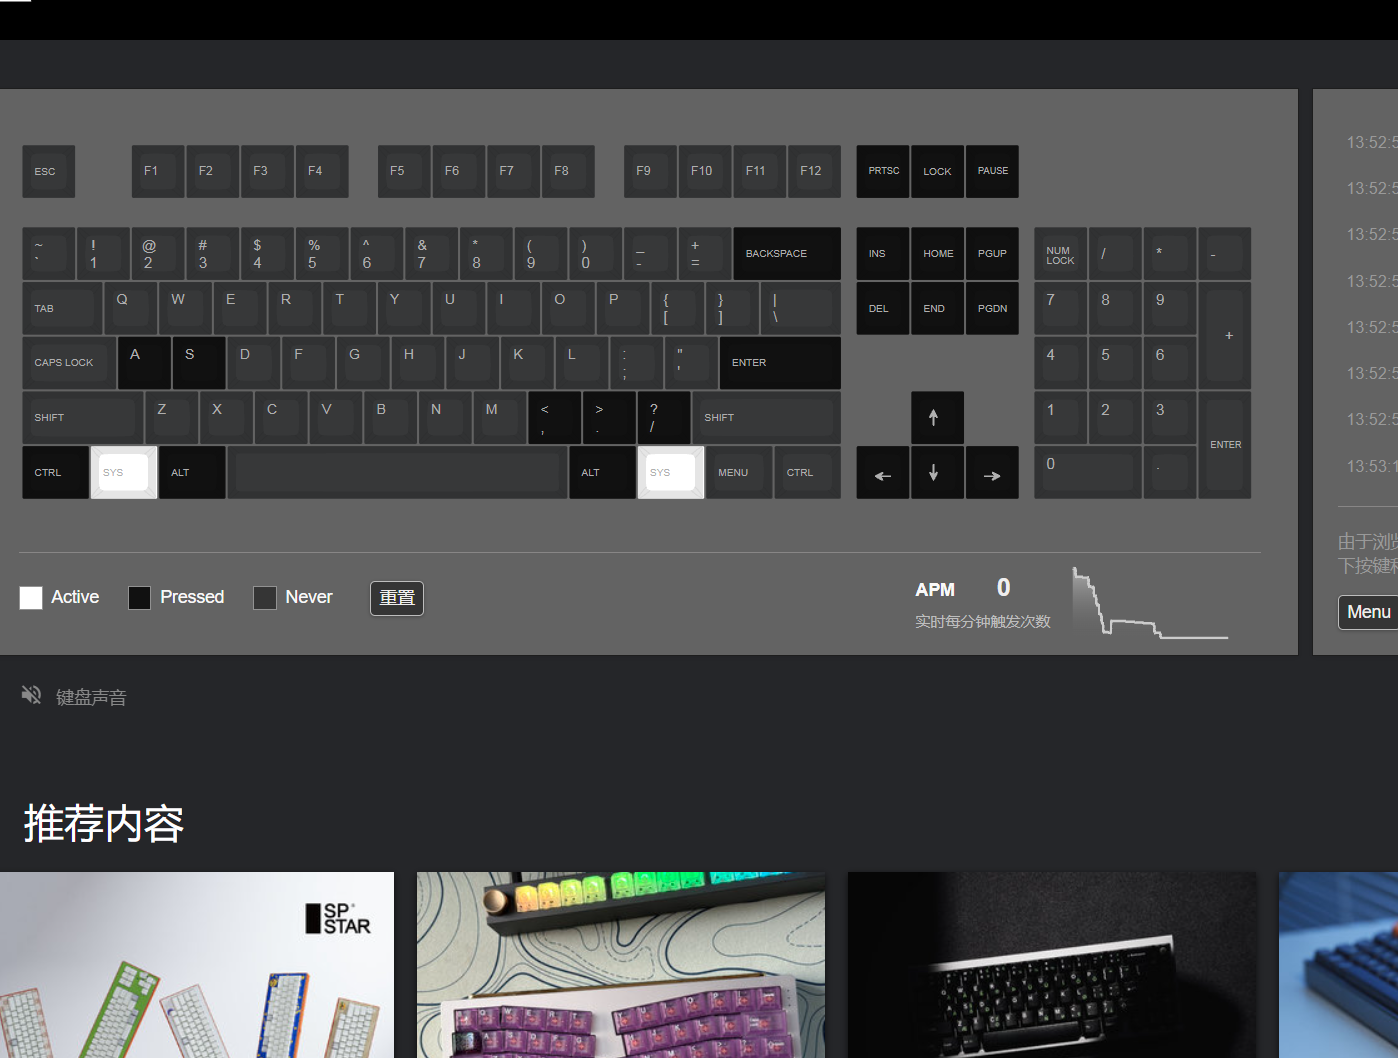 ESC F1 F2 F3 F4 F5 F6 F7 F8 F9 F10 F11 F12 PRTSC LOCK PAUSE
~ ! @ # $ % ^ & * ( ) _ + BACKSPACE INS HOME PGUP NUM LOCK / * -
` 1 2 3 4 5 6 7 8 9 0 - =
TAB Q W E R T Y U I O P { } | DEL END PGDN 7 8 9 +
[ ] \
CAPS LOCK A S D F G H J K L : " ENTER 4 5 6
; '
SHIFT Z X C V B N M < > ? SHIFT ↑ 1 2 3 ENTER
, . /
CTRL SYS ALT ALT SYS MENU CTRL ← ↓ → 0 .
Active Pressed Never 重置
APM 0
实时每分钟触发次数
13:52:5
13:52:5
13:52:5
13:52:5
13:52:5
13:52:5
13:52:5
13:53:1
由于浏览
下按键和
Menu
键盘声音
推荐内容
SP
STAR